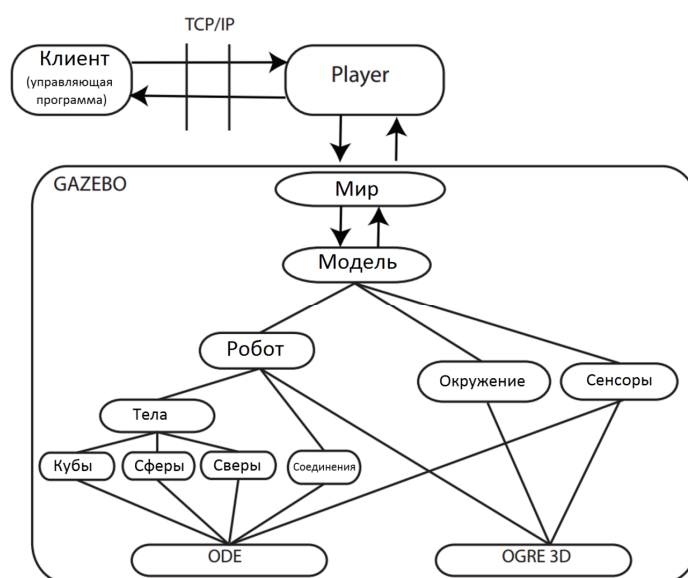 TCP/IP
Клиент
(управляющая
программа)
Player
GAZEBO
Мир
Модель
Робот
Окружение
Сенсоры
Тела
Кубы
Сферы
Сверы
Соединения
ODE
OGRE 3D